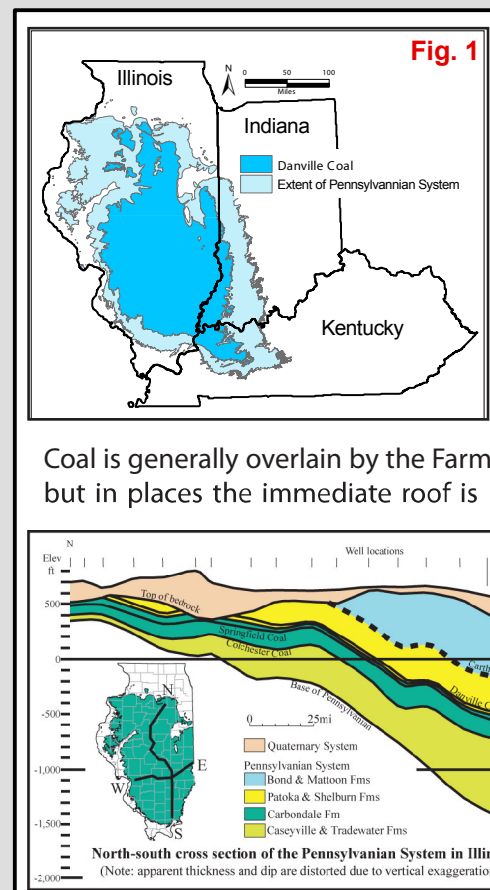 Fig. 1
N
0 50 100
Miles
Illinois
Indiana
Danville Coal
Extent of Pennsylvannian System
Kentucky
Coal is generally overlain by the Farm
but in places the immediate roof is
N
Elev
ft
Well locations
Top of bedrock
500
Springfield Coal
Colchester Coal
Carth
0
Danville C
Base of Pennsylvanian
N
0 25mi
-500
Quaternary System
Pennsylvanian System
E
Bond & Mattoon Fms
-1,000
W
Patoka & Shelburn Fms
Carbondale Fm
-1,500
S
Caseyville & Tradewater Fms
North-south cross section of the Pennsylvanian System in Illin
-2,000
(Note: apparent thickness and dip are distorted due to vertical exaggeration